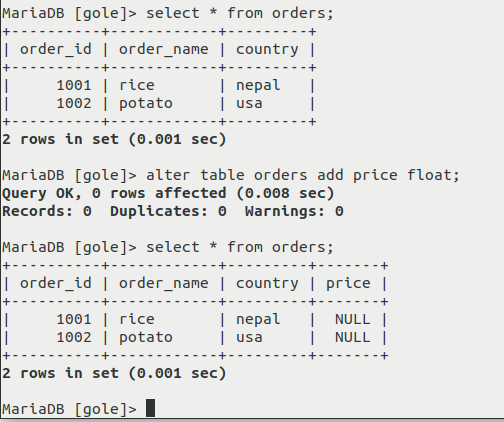 MariaDB [gole]> select * from orders;
+----------+------------+---------+
| order_id | order_name | country |
+----------+------------+---------+
|     1001 | rice       | nepal   |
|     1002 | potato     | usa     |
+----------+------------+---------+
2 rows in set (0.001 sec)
MariaDB [gole]> alter table orders add price float;
Query OK, 0 rows affected (0.008 sec)
Records: 0  Duplicates: 0  Warnings: 0
MariaDB [gole]> select * from orders;
+----------+------------+---------+-------+
| order_id | order_name | country | price |
+----------+------------+---------+-------+
|     1001 | rice       | nepal   |  NULL |
|     1002 | potato     | usa     |  NULL |
+----------+------------+---------+-------+
2 rows in set (0.001 sec)
MariaDB [gole]>